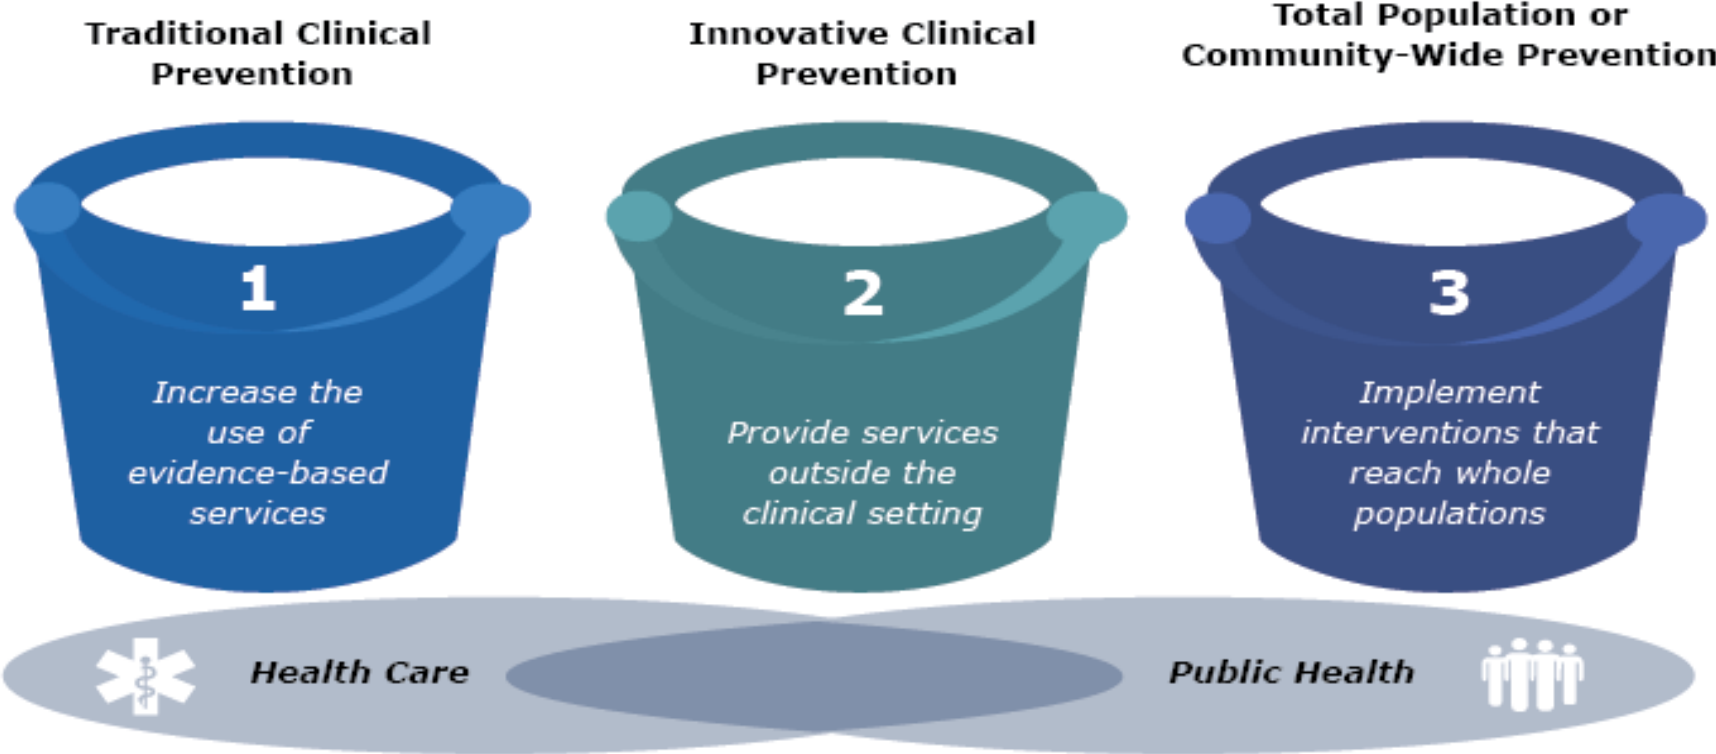 Traditional Clinical
Prevention
Innovative Clinical
Prevention
Total Population or
Community-Wide Prevention
1
Increase the
use of
evidence-based
services
2
Provide services
outside the
clinical setting
3
Implement
interventions that
reach whole
populations
Health Care
Public Health